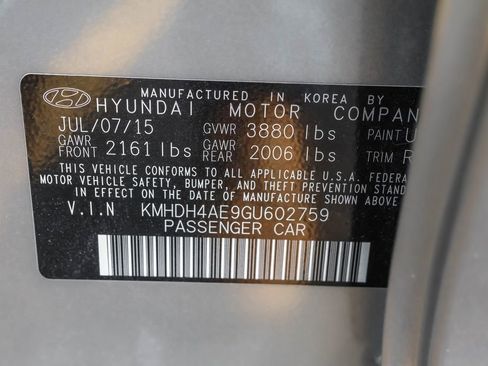 MANUFACTURED IN KOREA BY
HYUNDAI MOTOR COMPAN
JUL/07/15 GVWR 3880 lbs PAINT U
GAWR FRONT 2161 lbs GAWR REAR 2006 lbs TRIM R
THIS VEHICLE CONFORMS TO ALL APPLICABLE U.S.A. FEDERA
MOTOR VEHICLE SAFETY, BUMPER, AND THEFT PREVENTION STANDARDS
IN EFFECT ON THE DATE OF MANUFACTURE SHOWN ABOVE.
V.I.N KMHDH4AE9GU602759
PASSENGER CAR